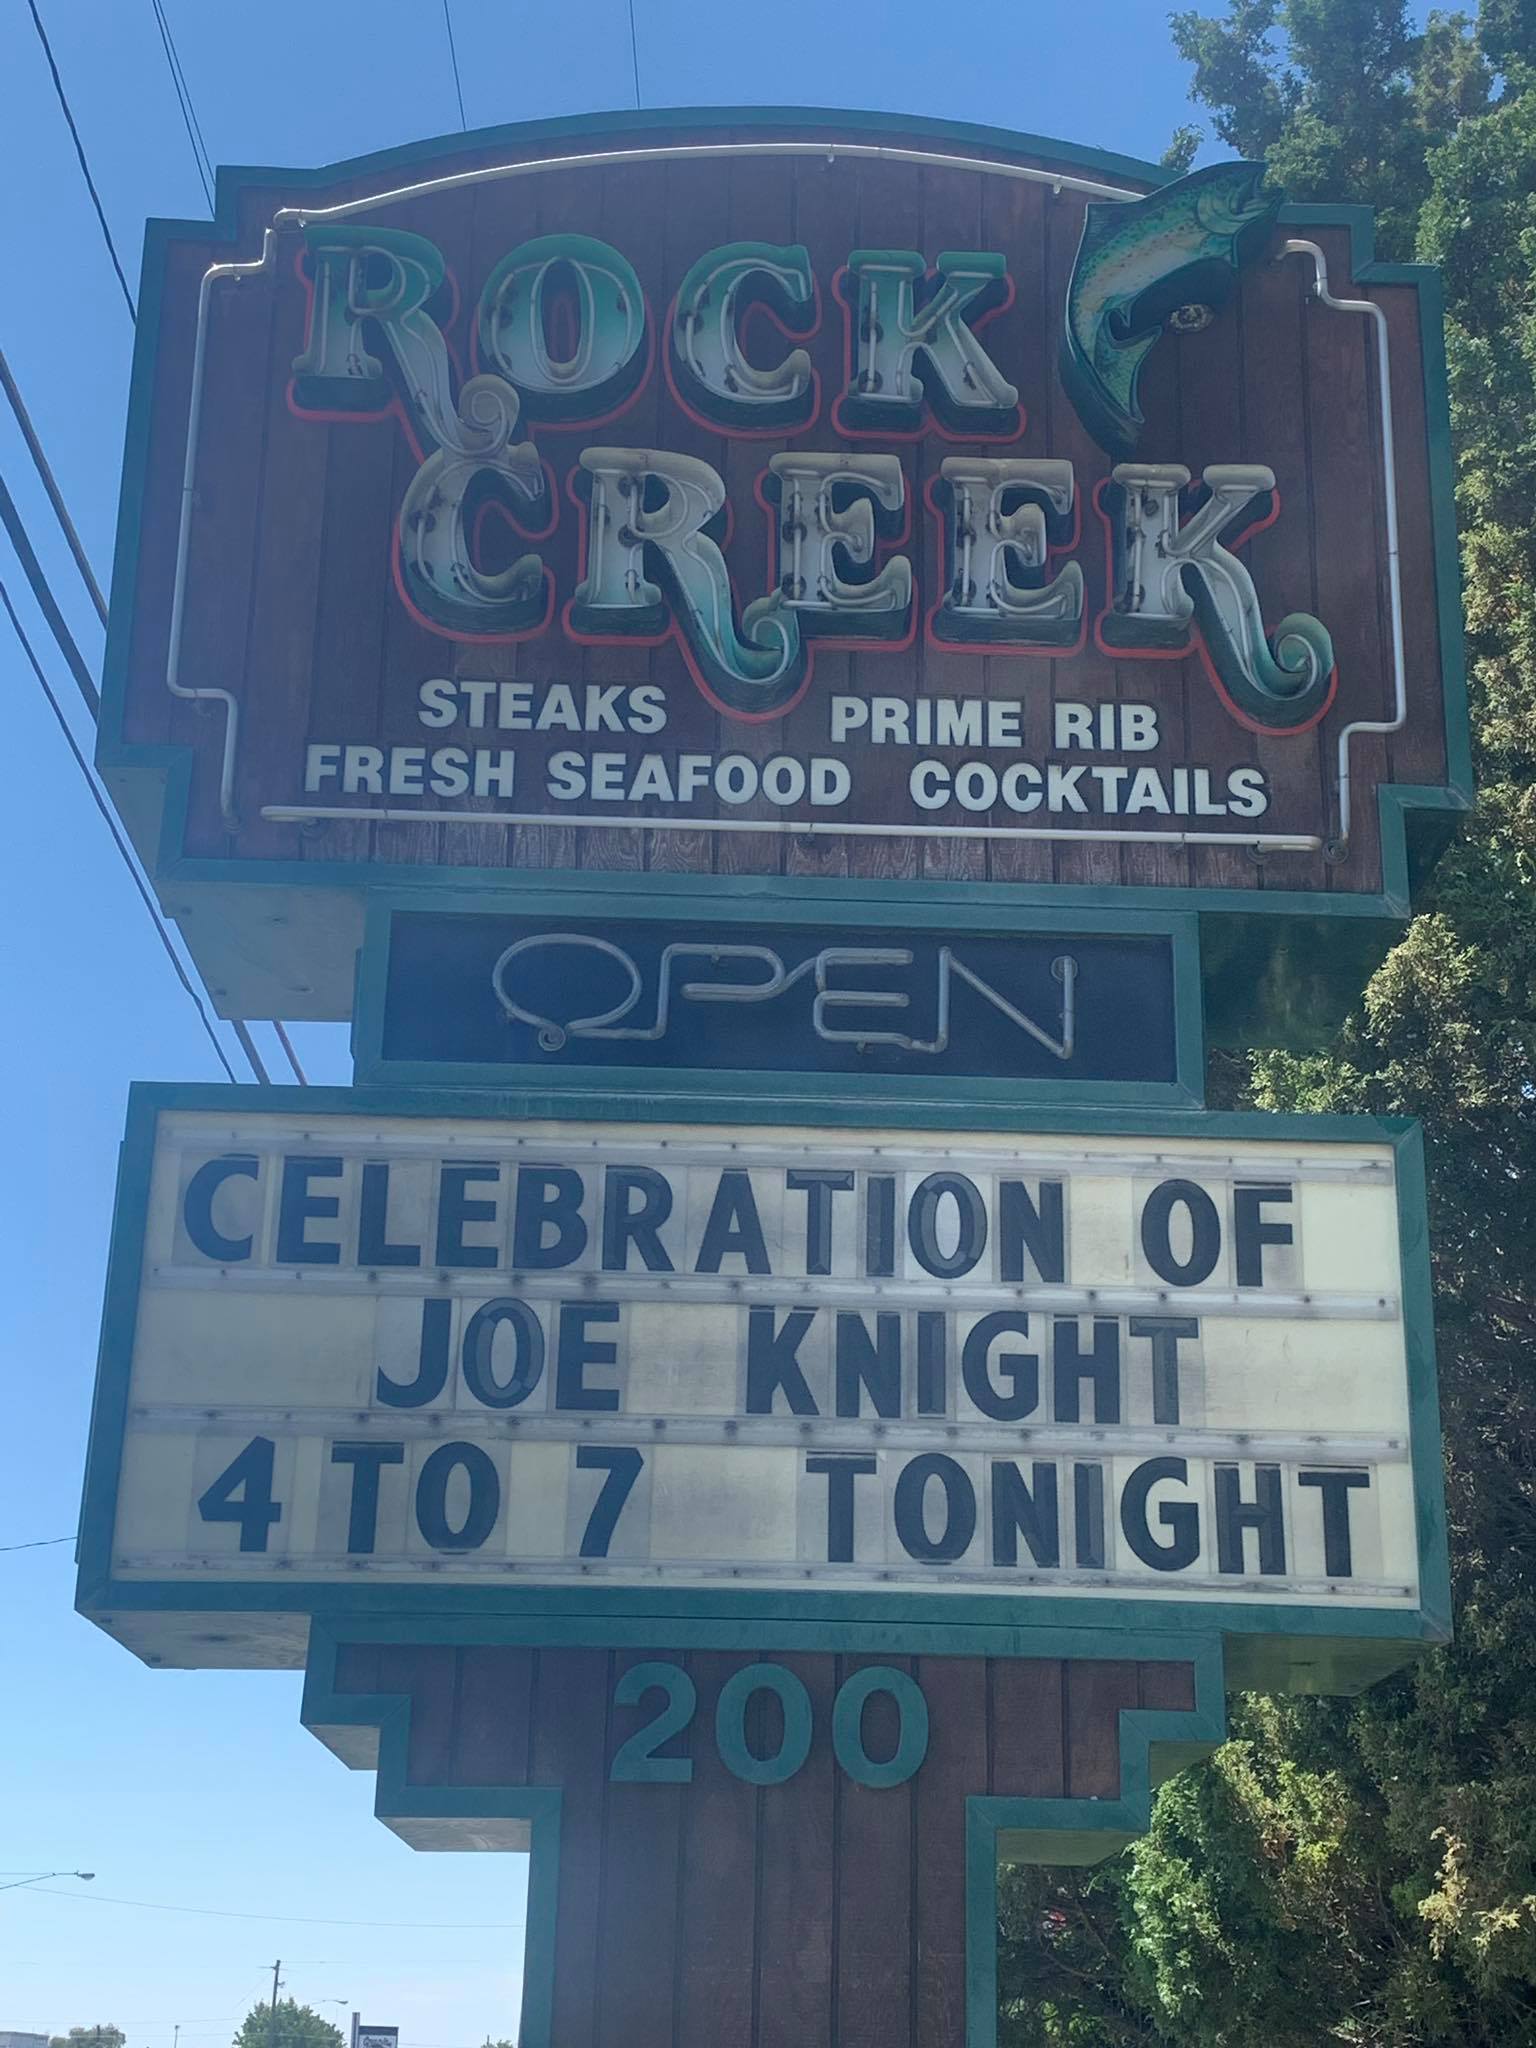 ROCK
CREEK
STEAKS PRIME RIB
FRESH SEAFOOD COCKTAILS
OPEN
CELEBRATION OF
JOE KNIGHT
4 TO 7 TONIGHT
200